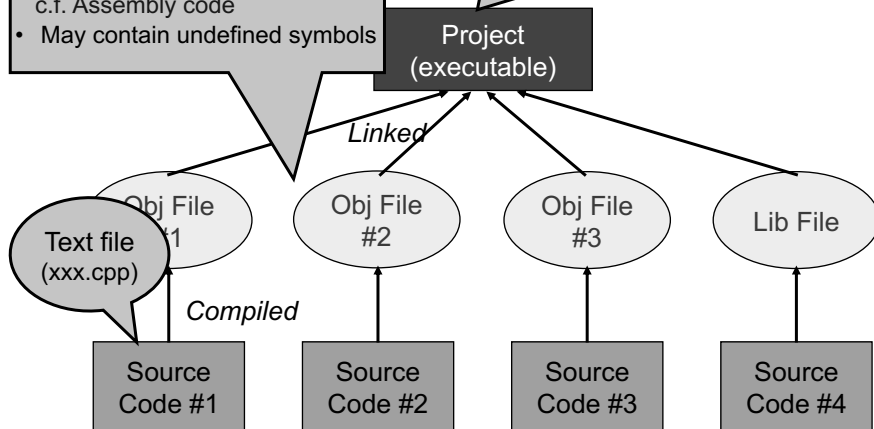 c.f. Assembly code
• May contain undefined symbols
Project
(executable)
Linked
Obj File
#1
Obj File
#2
Obj File
#3
Lib File
Text file
(xxx.cpp)
Compiled
Source
Code #1
Source
Code #2
Source
Code #3
Source
Code #4